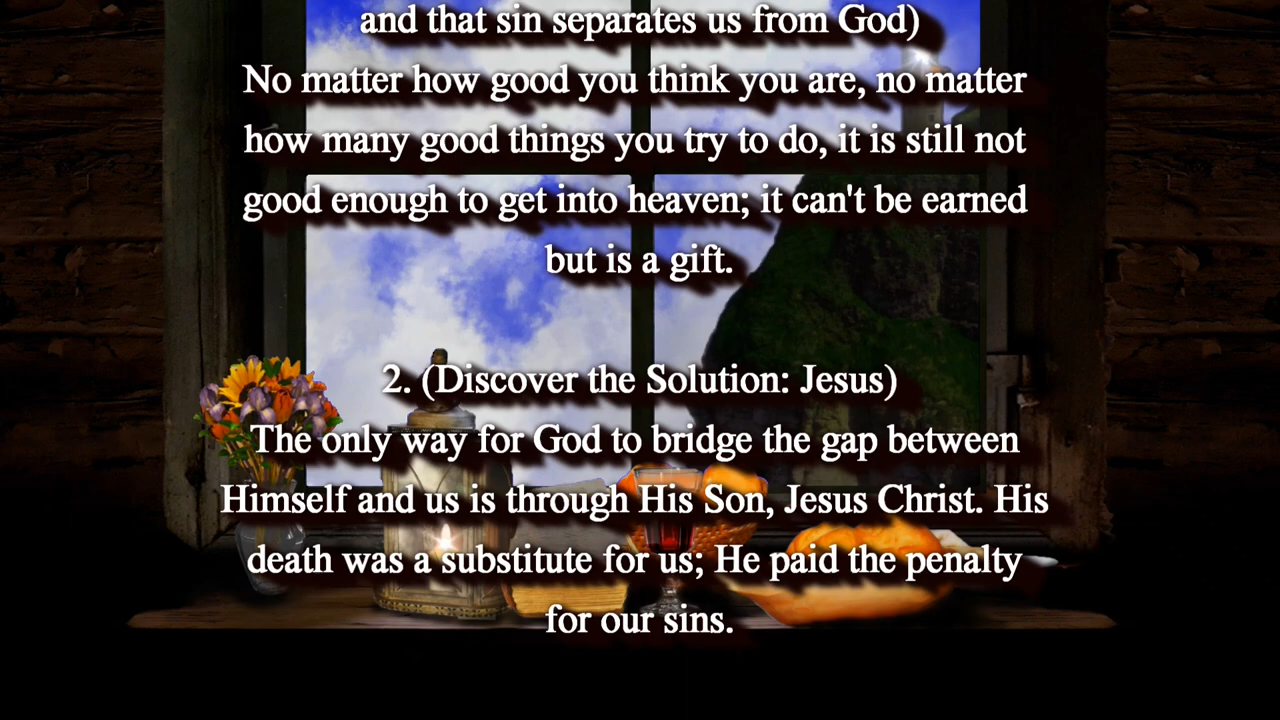 and that sin separates us from God)
No matter how good you think you are, no matter
how many good things you try to do, it is still not
good enough to get into heaven; it can't be earned
but is a gift.
2. (Discover the Solution: Jesus)
The only way for God to bridge the gap between
Himself and us is through His Son, Jesus Christ. His
death was a substitute for us; He paid the penalty
for our sins.